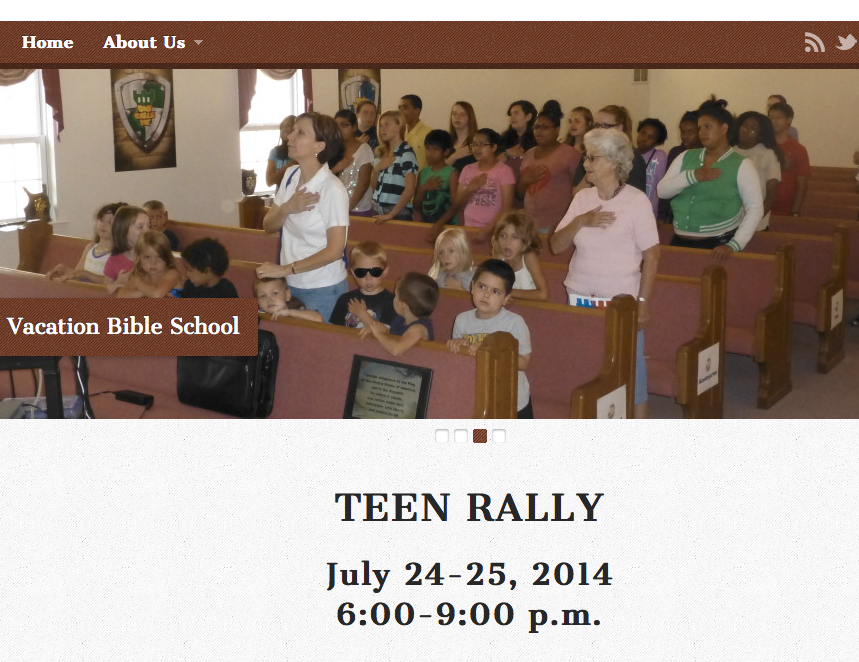 Home
About Us
Vacation Bible School
TEEN RALLY
July 24-25, 2014
6:00-9:00 p.m.